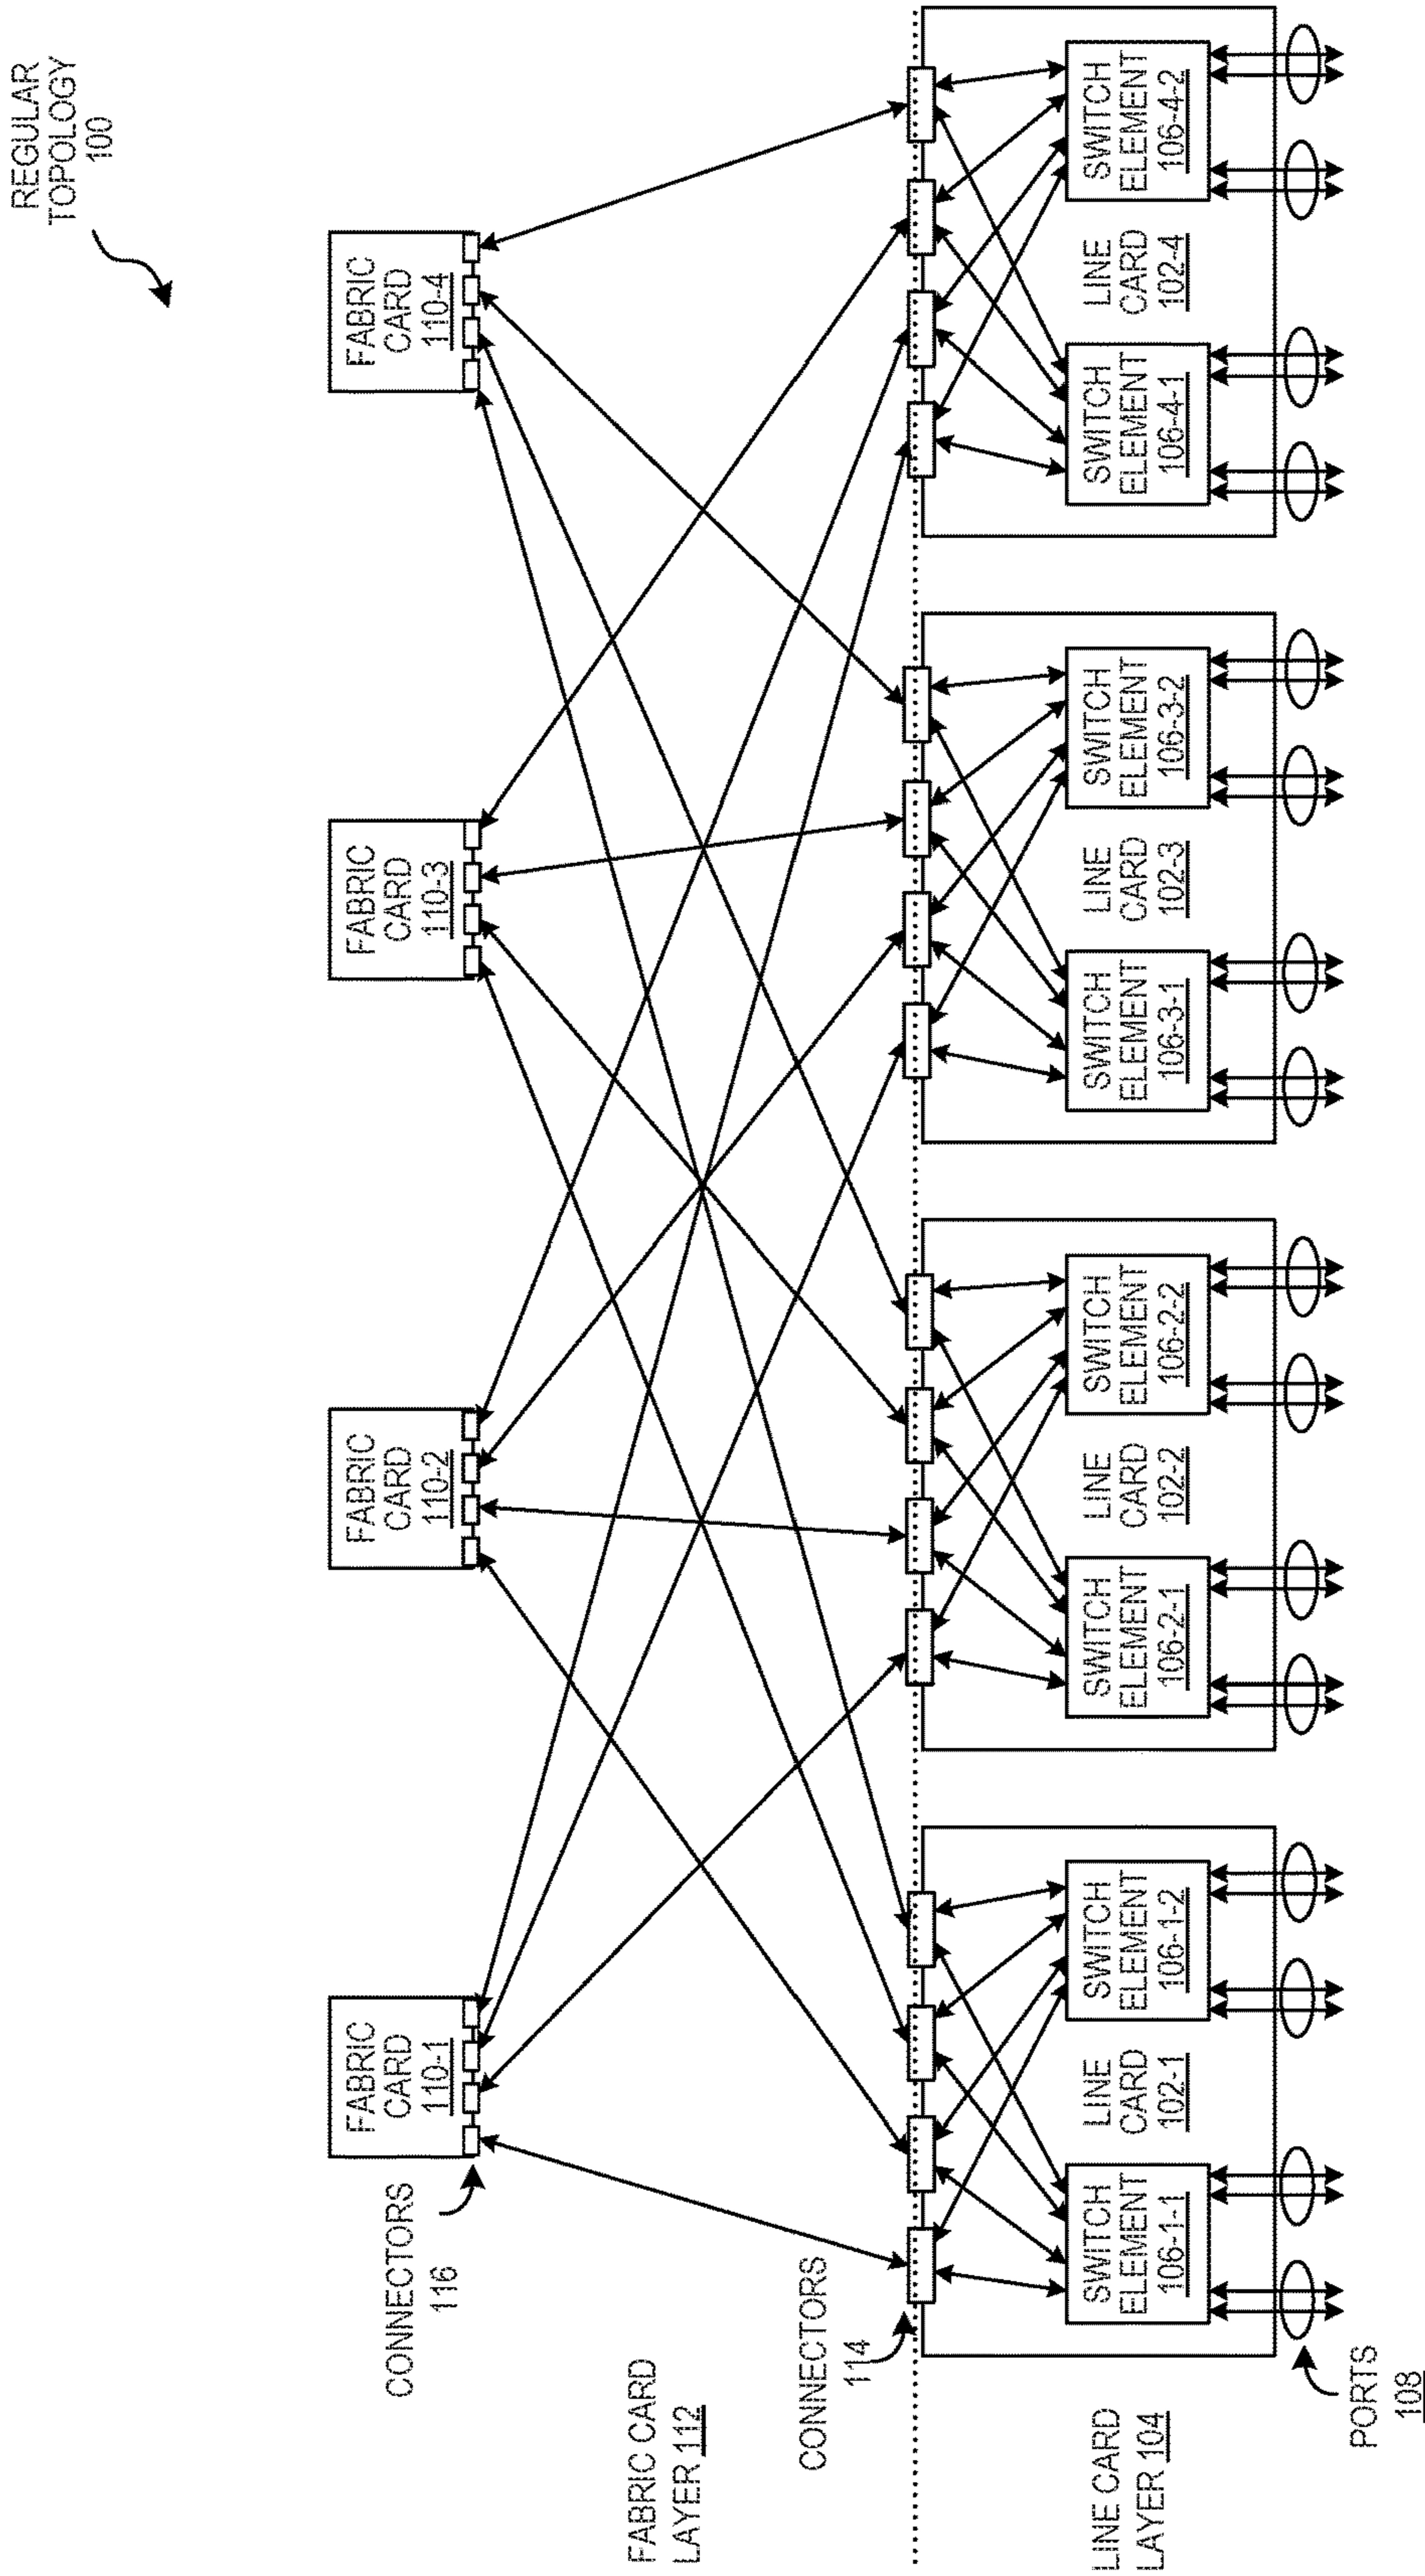 REGULAR
TOPOLOGY
100
FABRIC
CARD
110-1
FABRIC
CARD
110-2
FABRIC
CARD
110-3
FABRIC
CARD
110-4
CONNECTORS
116
FABRIC CARD
LAYER 112
CONNECTORS
114
LINE CARD
LAYER 104
SWITCH
ELEMENT
106-1-1
LINE
CARD
102-1
SWITCH
ELEMENT
106-1-2
SWITCH
ELEMENT
106-2-1
LINE
CARD
102-2
SWITCH
ELEMENT
106-2-2
SWITCH
ELEMENT
106-3-1
LINE
CARD
102-3
SWITCH
ELEMENT
106-3-2
SWITCH
ELEMENT
106-4-1
LINE
CARD
102-4
SWITCH
ELEMENT
106-4-2
PORTS
108